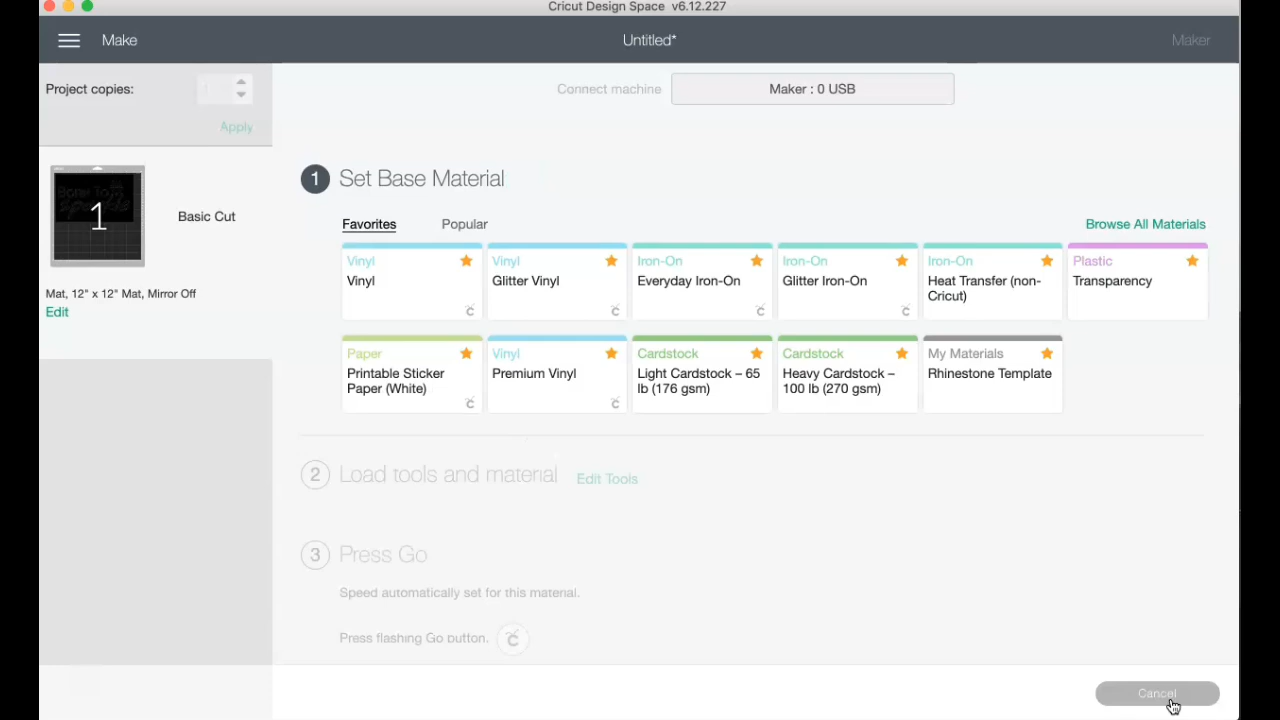 Cricut Design Space v6.12.227
Make
Untitled*
Maker
Project copies:
1
Apply
Connect machine
Maker : 0 USB
1
Basic Cut
Mat, 12" x 12" Mat, Mirror Off
Edit
1 Set Base Material
Favorites
Popular
Browse All Materials
Vinyl
Vinyl
Vinyl
Glitter Vinyl
Iron-On
Everyday Iron-On
Iron-On
Glitter Iron-On
Iron-On
Heat Transfer (non-
Cricut)
Plastic
Transparency
Paper
Printable Sticker
Paper (White)
Vinyl
Premium Vinyl
Cardstock
Light Cardstock – 65
lb (176 gsm)
Cardstock
Heavy Cardstock –
100 lb (270 gsm)
My Materials
Rhinestone Template
2 Load tools and material
Edit Tools
3 Press Go
Speed automatically set for this material.
Press flashing Go button.
Cancel